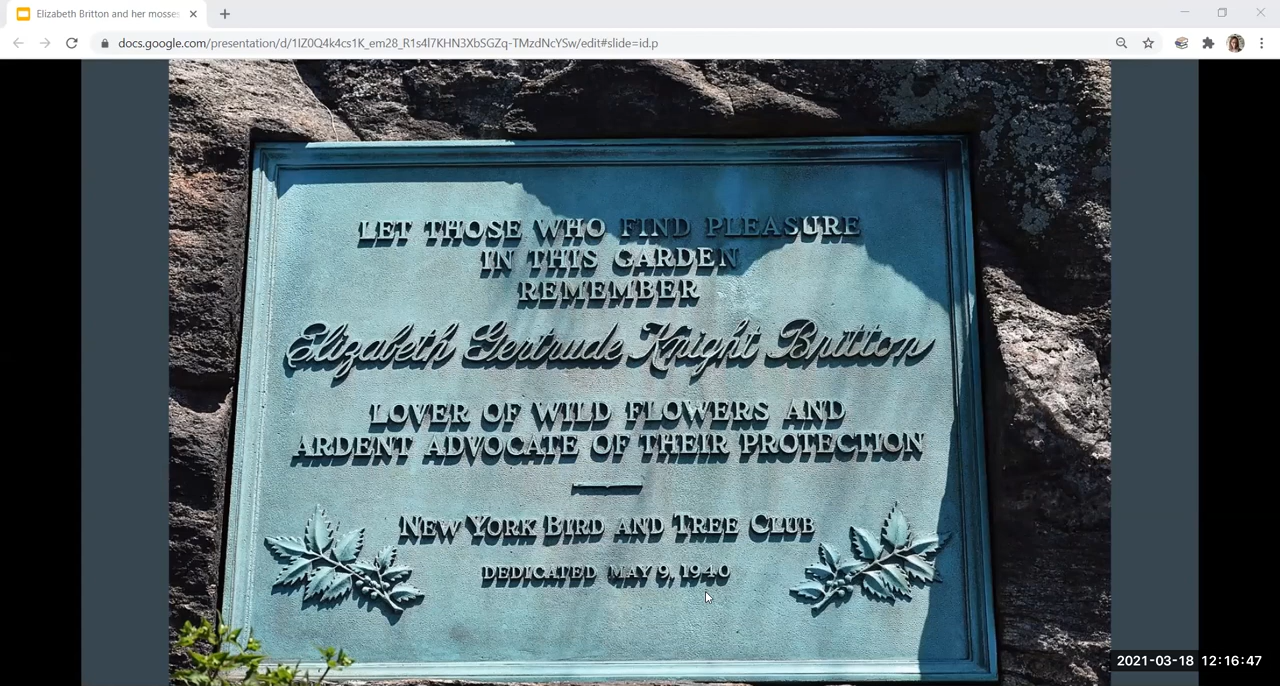 Elizabeth Britton and her mosses
docs.google.com/presentation/d/1IZ0Q4k4cs1K_em28_R1s4l7KHN3XbSGZq-TMzdNcYSw/edit#slide=id.p
LET THOSE WHO FIND PLEASURE
IN THIS GARDEN
REMEMBER
Elizabeth Gertrude Knight Britton
LOVER OF WILD FLOWERS AND
ARDENT ADVOCATE OF THEIR PROTECTION
NEW YORK BIRD AND TREE CLUB
DEDICATED MAY 9, 1940
2021-03-18 12:16:47